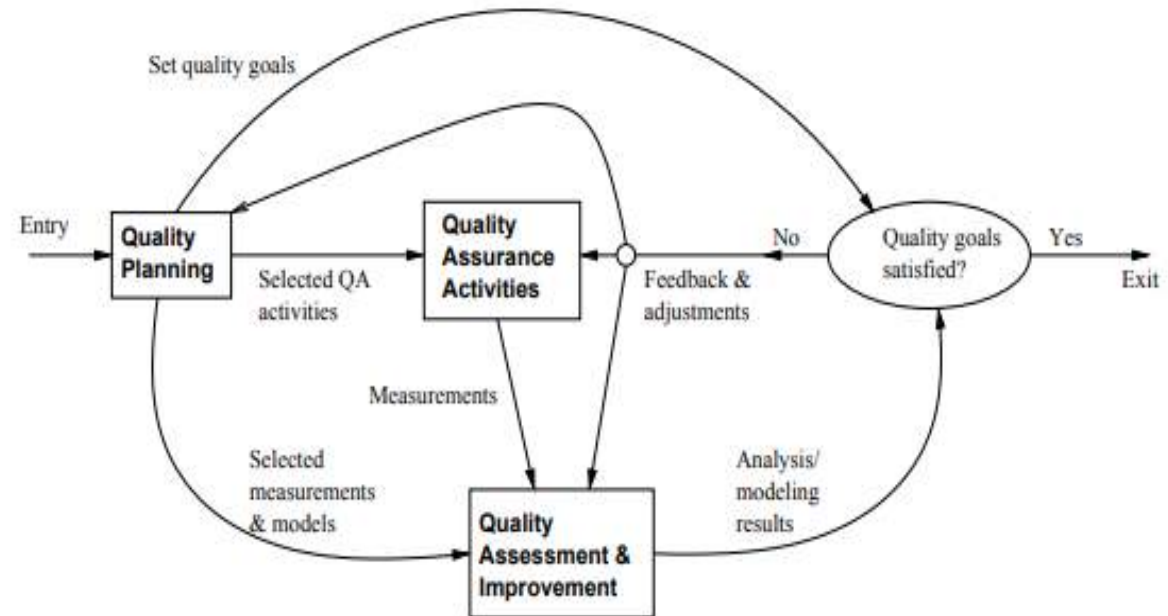 Set quality goals
Entry
Quality
Planning
Selected QA
activities
Quality
Assurance
Activities
No
Feedback &
adjustments
Quality goals
satisfied?
Yes
Exit
Measurements
Selected
measurements
& models
Quality
Assessment &
Improvement
Analysis/
modeling
results